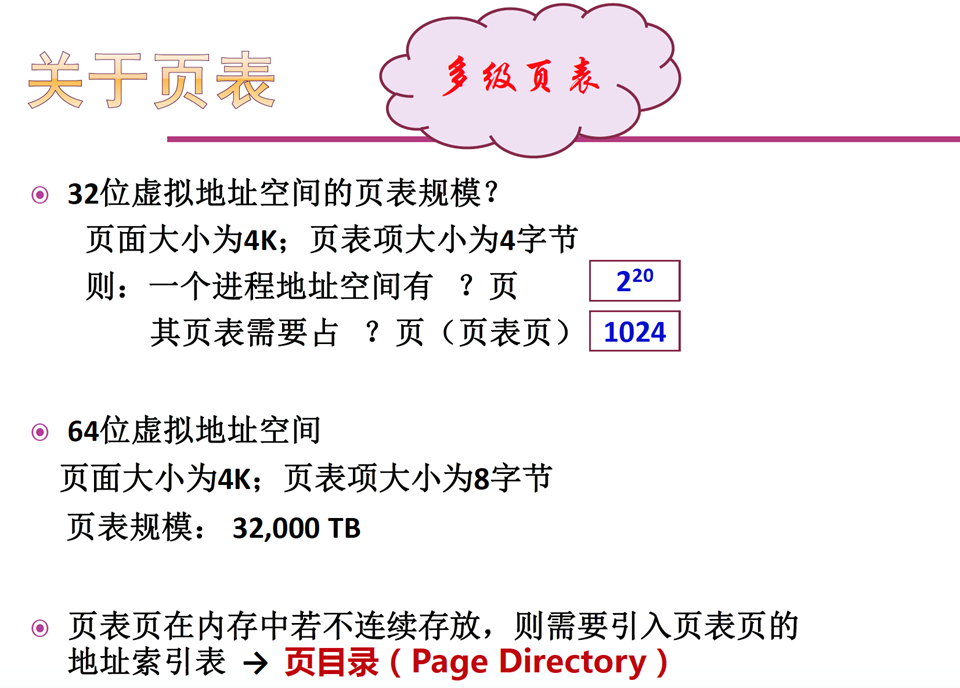 关于页表
多级页表
32位虚拟地址空间的页表规模？
页面大小为4K；页表项大小为4字节
则：一个进程地址空间有 ？页 2²⁰
其页表需要占 ？页（页表页） 1024
64位虚拟地址空间
页面大小为4K；页表项大小为8字节
页表规模： 32,000 TB
页表页在内存中若不连续存放，则需要引入页表页的
地址索引表 → 页目录（Page Directory）